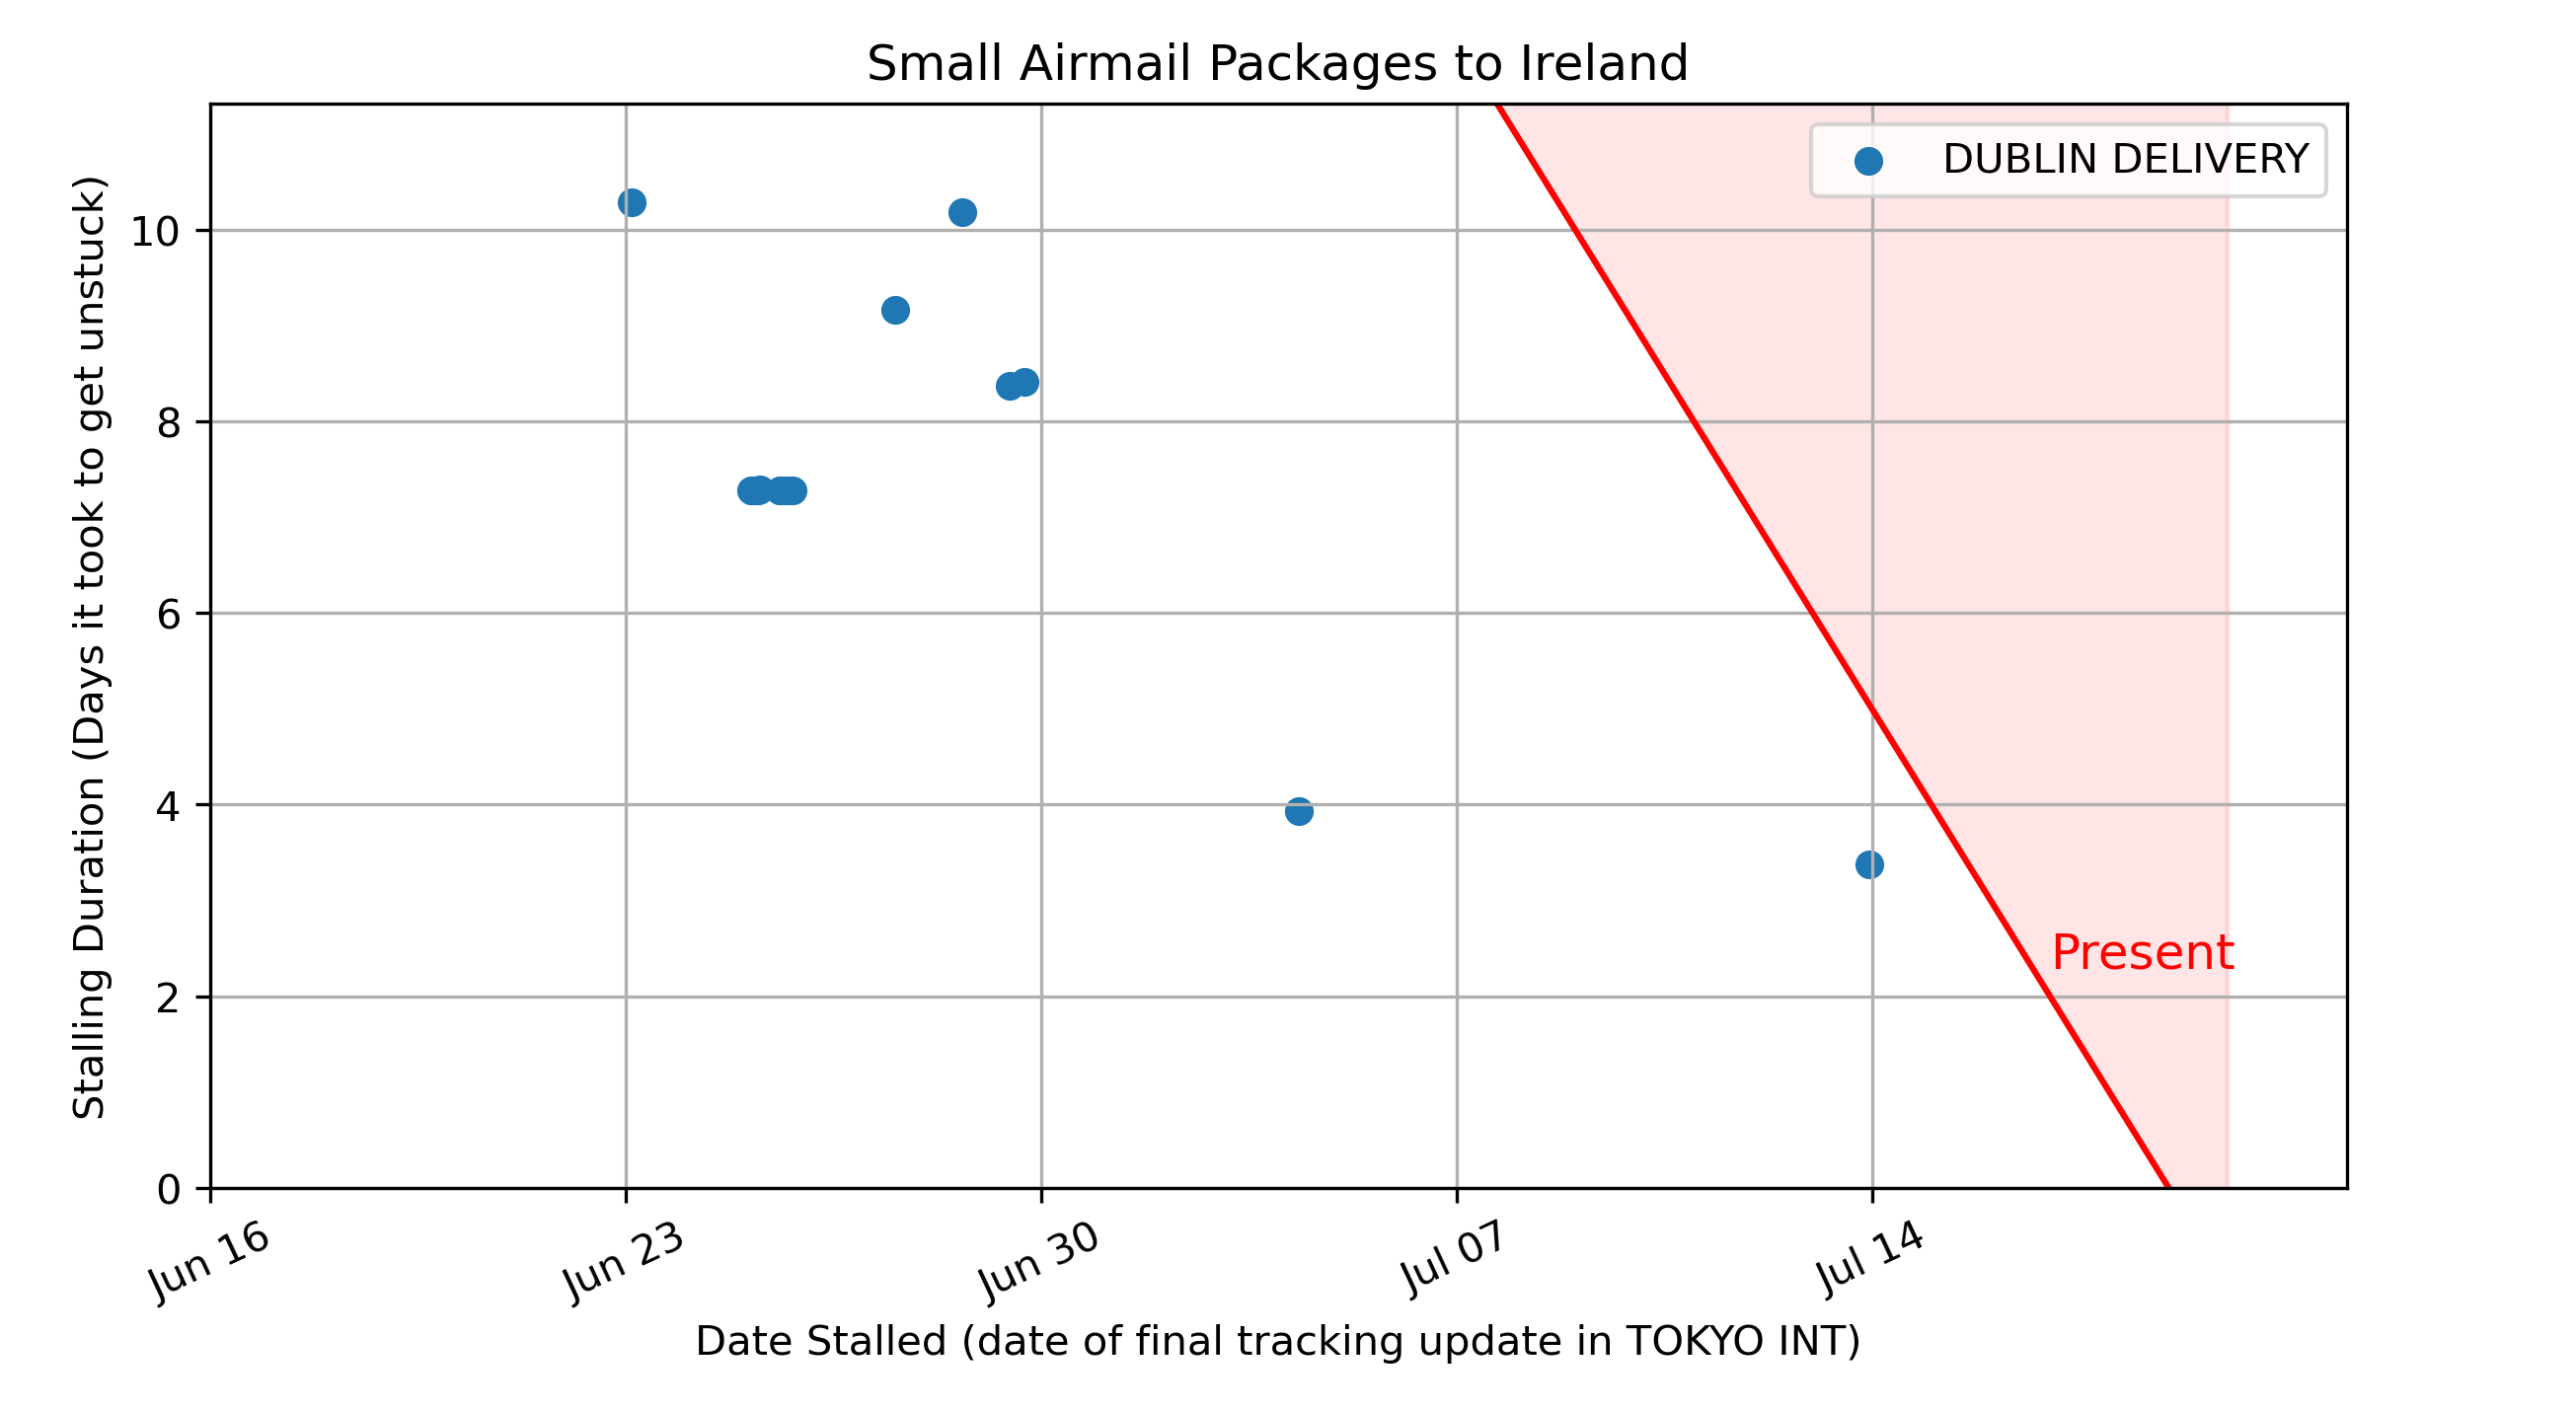 Small Airmail Packages to Ireland
DUBLIN DELIVERY
Stalling Duration (Days it took to get unstuck)
10
8
6
4
2
0
Present
Jun 16
Jun 23
Jun 30
Jul 07
Jul 14
Date Stalled (date of final tracking update in TOKYO INT)